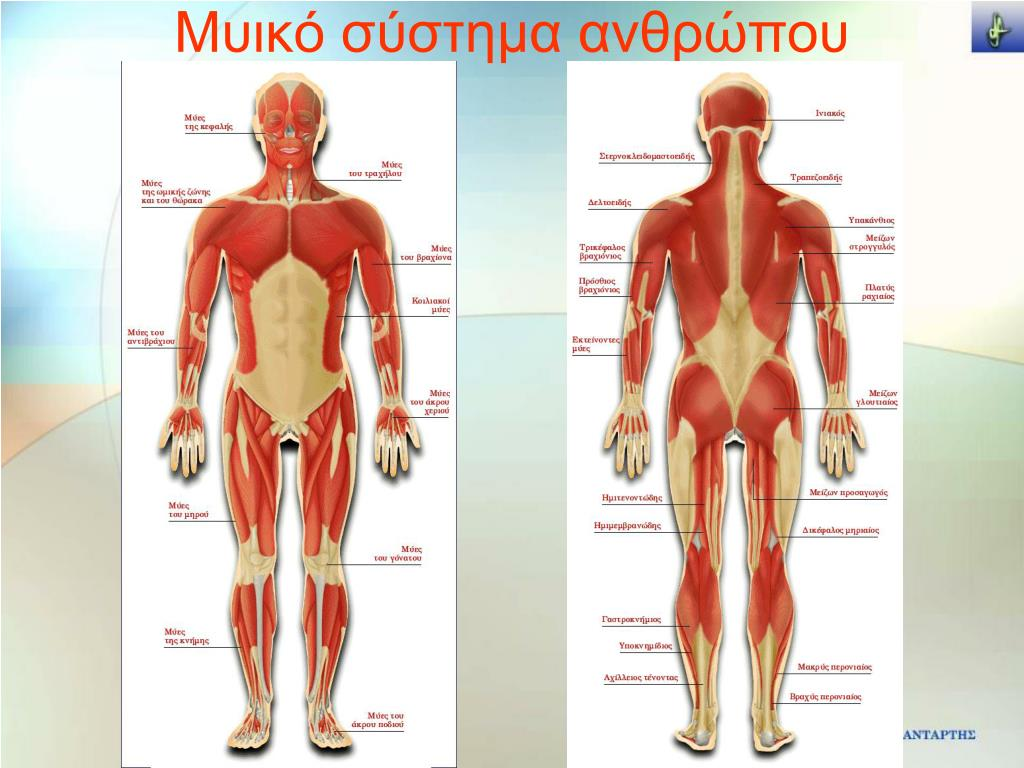 Μυικό σύστημα ανθρώπου
Μύες
της κεφαλής
Μύες
του τραχήλου
Μύες
της ωμικής ζώνης
και του θώρακα
Μύες
του βραχίονα
Κοιλιακοί
μύες
Μύες του
αντιβράχιου
Μύες
του άκρου
χεριού
Μύες
του μηρού
Μύες
του γόνατου
Μύες
της κνήμης
Μύες του
άκρου ποδιού
Ινιακός
Στερνοκλειδομαστοειδής
Τραπεζοειδής
Δελτοειδής
Υπακάνθιος
Μείζων
στρογγυλός
Τρικέφαλος
βραχιόνιος
Πρόσθιος
βραχιόνιος
Πλατύς
ραχιαίος
Εκτείνοντες
μύες
Μείζων
γλουτιαίος
Ημιτενοντώδης
Μείζων προσαγωγός
Ημιμεμβρανώδης
Δικέφαλος μηριαίος
Γαστροκνήμιος
Υποκνημίδιος
Αχίλλειος τένοντας
Μακρύς περονιαίος
Βραχύς περονιαίος
ΑΝΤΑΡΤΗΣ